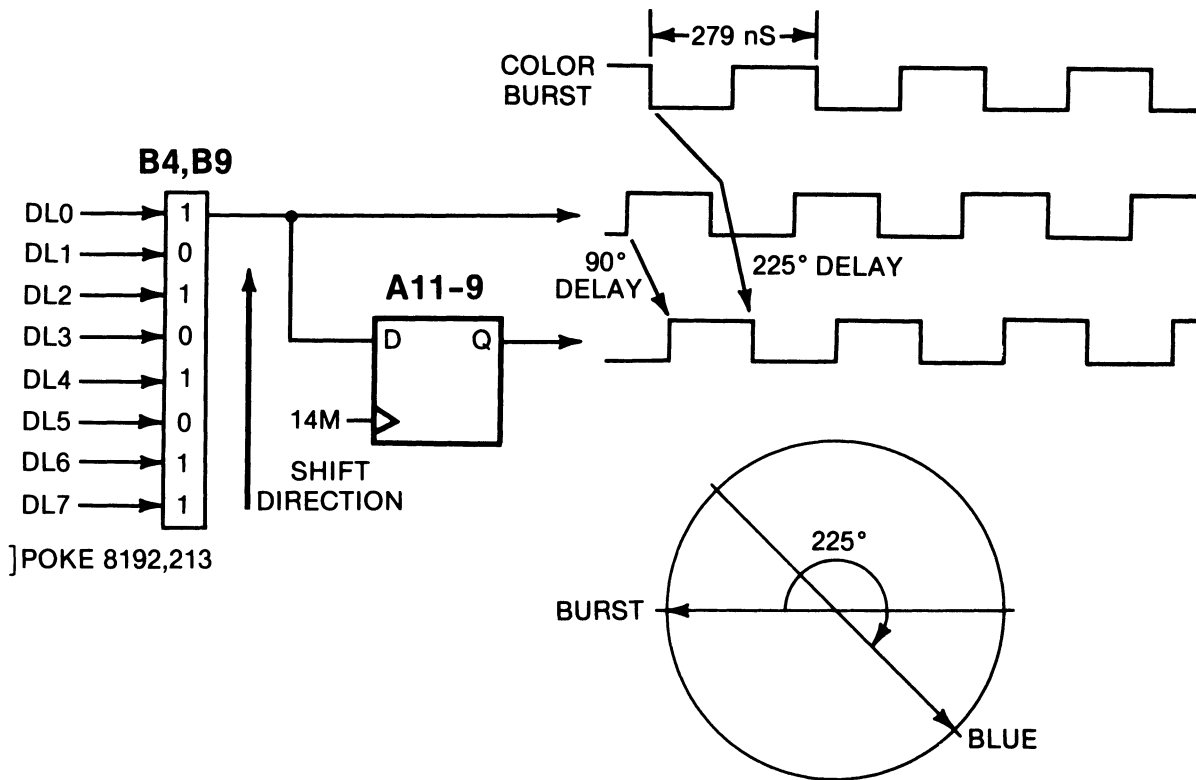 279 nS
COLOR
BURST
B4,B9
DL0 1
DL1 0
DL2 1
DL3 0
DL4 1
DL5 0
DL6 1
DL7 1
SHIFT
DIRECTION
A11-9
D Q
14M
90°
DELAY
225° DELAY
]POKE 8192,213
225°
BURST
BLUE